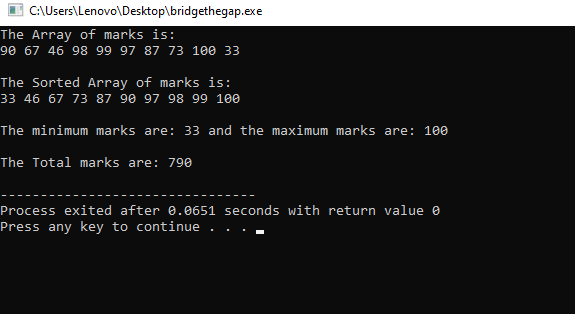 C:\Users\Lenovo\Desktop\bridgethegap.exe
The Array of marks is:
90 67 46 98 99 97 87 73 100 33
The Sorted Array of marks is:
33 46 67 73 87 90 97 98 99 100
The minimum marks are: 33 and the maximum marks are: 100
The Total marks are: 790
--------------------------------
Process exited after 0.0651 seconds with return value 0
Press any key to continue . . .